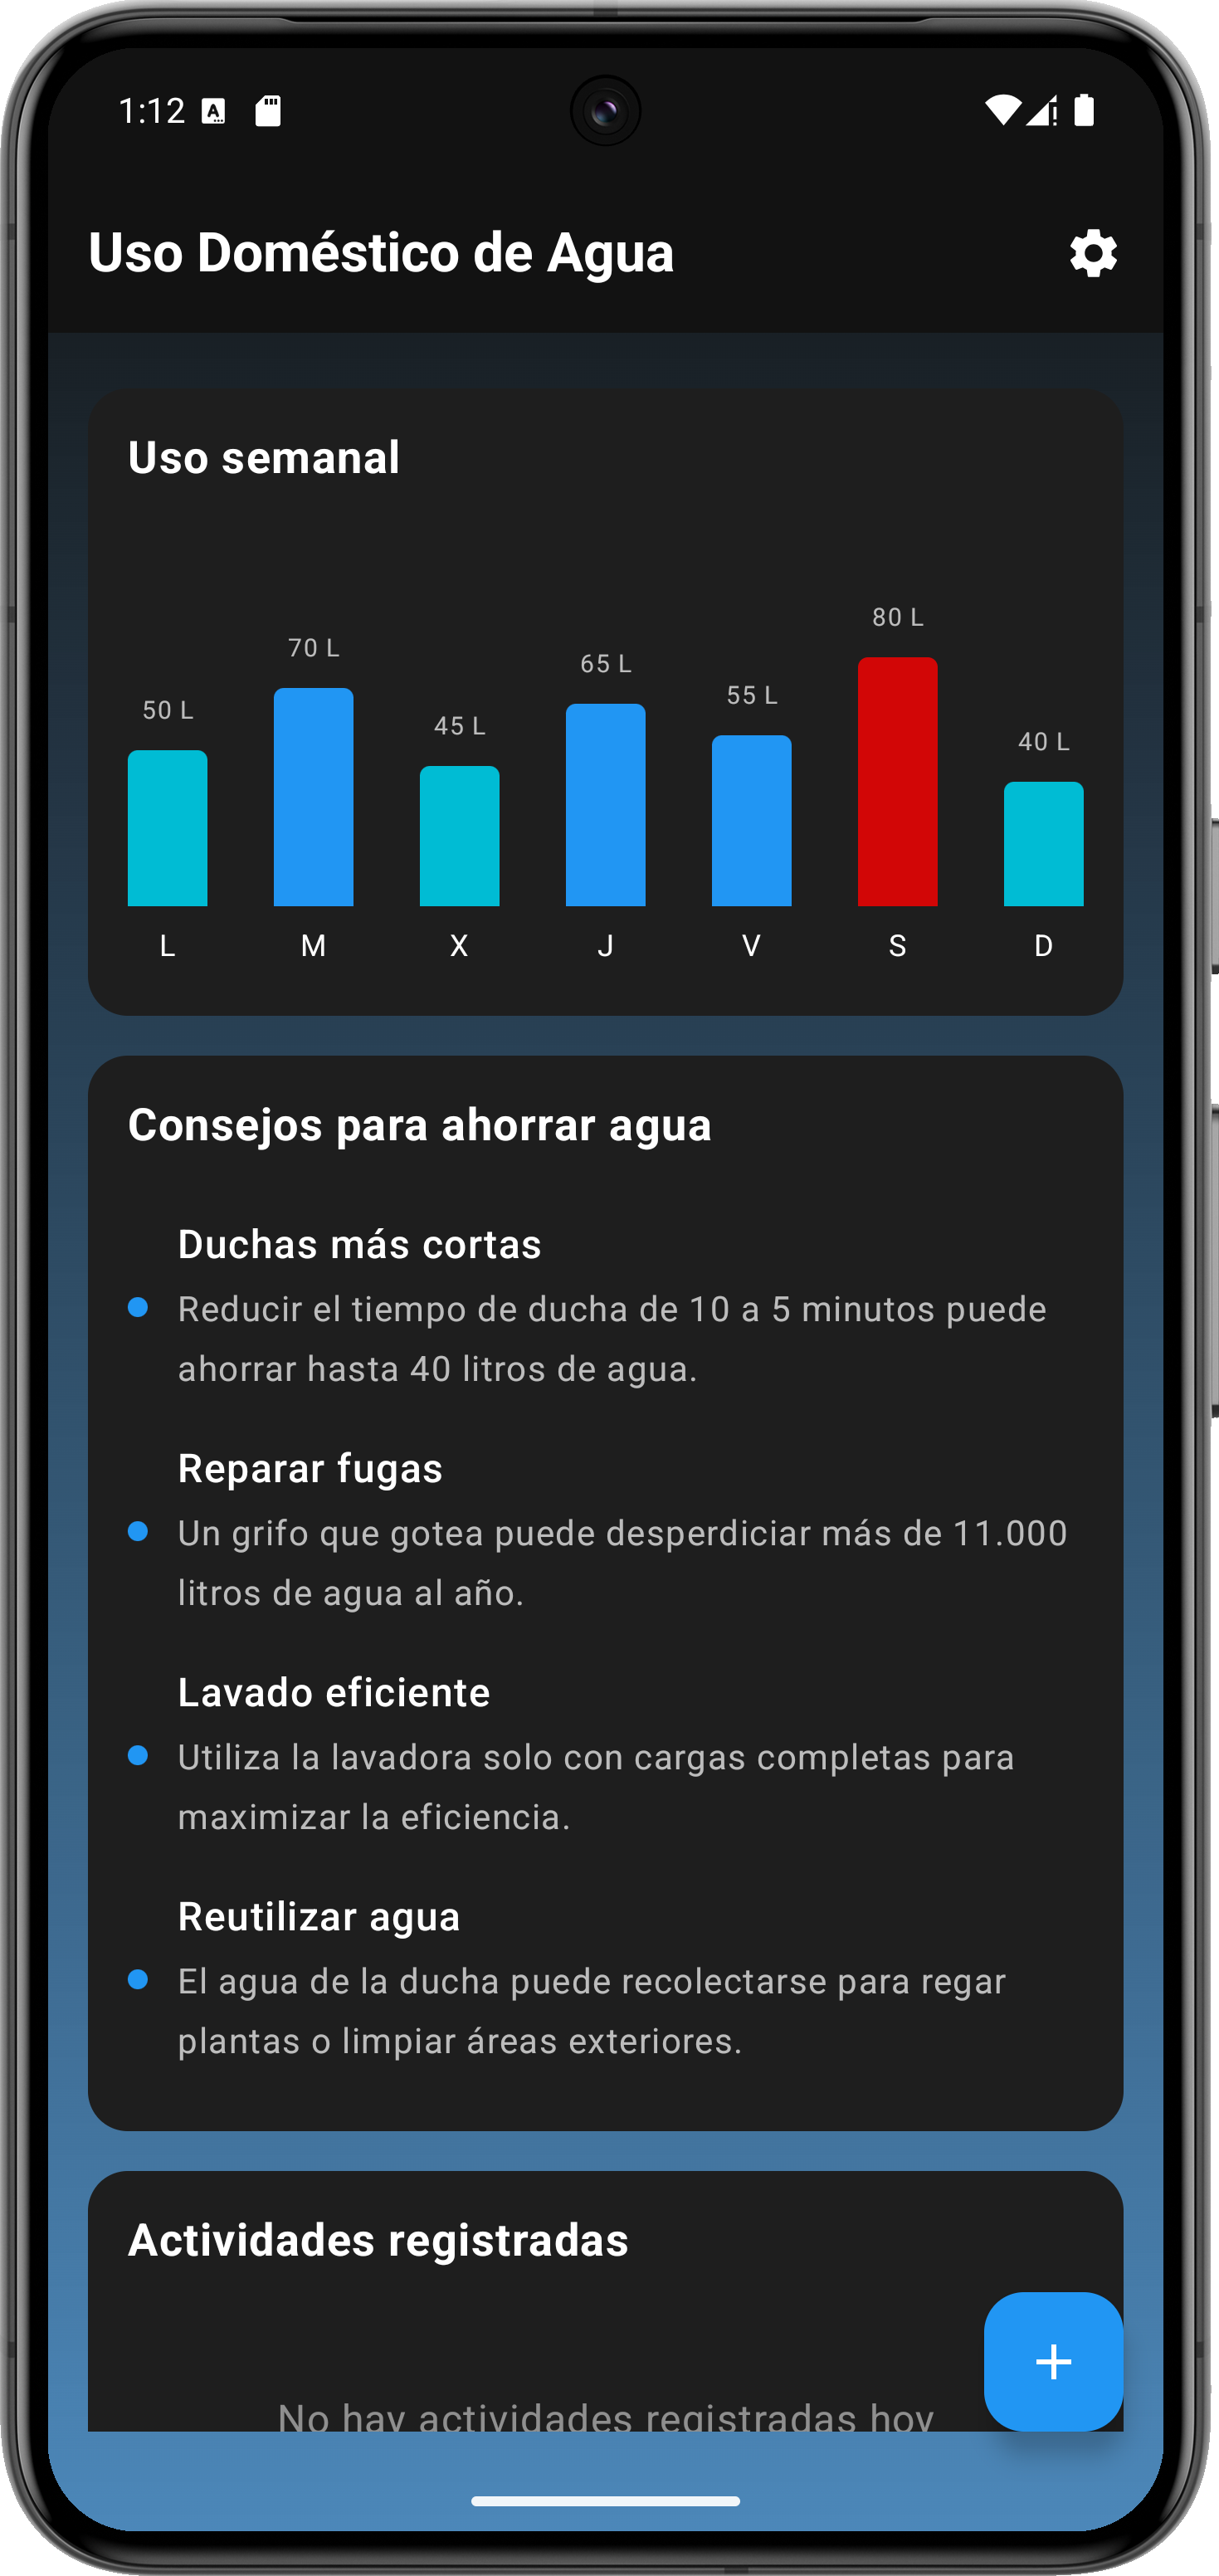 1:12
Uso Doméstico de Agua
Uso semanal
50 L
70 L
45 L
65 L
55 L
80 L
40 L
L M X J V S D
Consejos para ahorrar agua
Duchas más cortas
Reducir el tiempo de ducha de 10 a 5 minutos puede
ahorrar hasta 40 litros de agua.
Reparar fugas
Un grifo que gotea puede desperdiciar más de 11.000
litros de agua al año.
Lavado eficiente
Utiliza la lavadora solo con cargas completas para
maximizar la eficiencia.
Reutilizar agua
El agua de la ducha puede recolectarse para regar
plantas o limpiar áreas exteriores.
Actividades registradas
No hay actividades registradas hoy